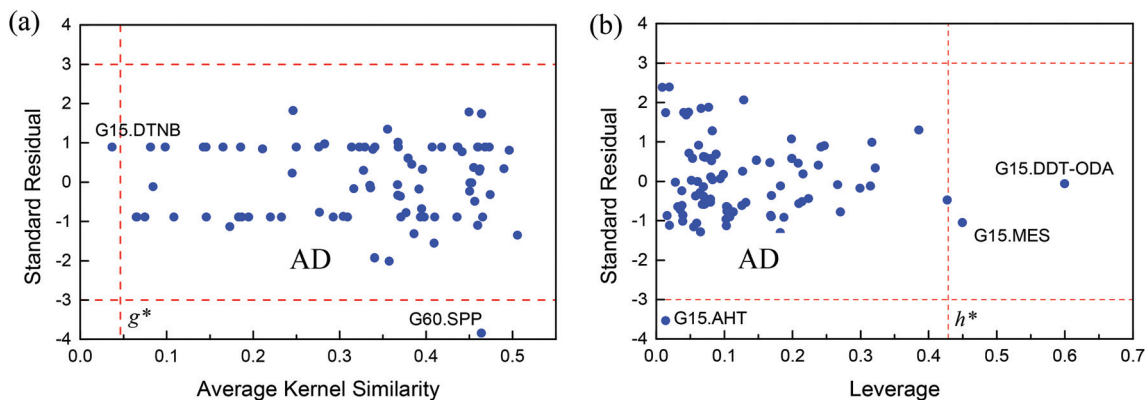 (a)
4
3
2
1
0
-1
-2
-3
-4
Standard Residual
G15.DTNB
AD
G60.SPP
g*
0.0 0.1 0.2 0.3 0.4 0.5
Average Kernel Similarity
(b)
4
3
2
1
0
-1
-2
-3
-4
Standard Residual
G15.DDT-ODA
G15.MES
AD
G15.AHT
h*
0.0 0.1 0.2 0.3 0.4 0.5 0.6 0.7
Leverage